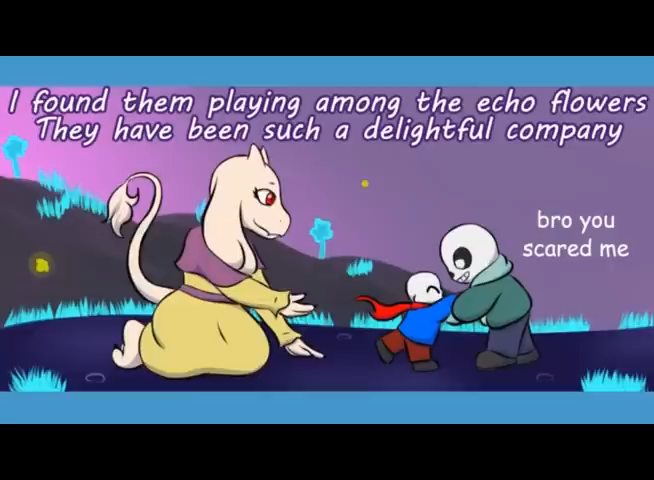 I found them playing among the echo flowers
They have been such a delightful company
bro you
scared me